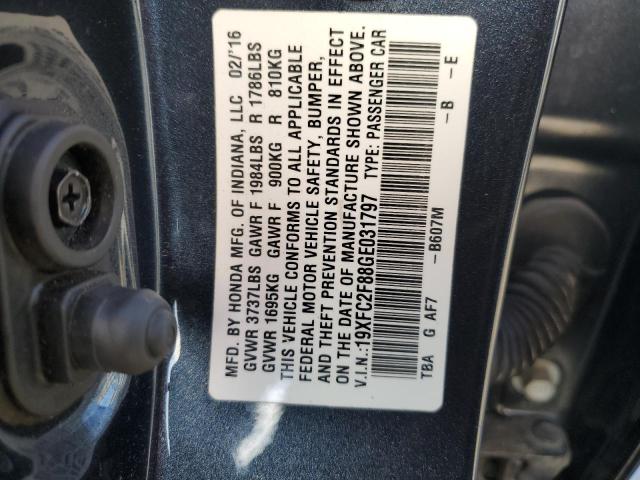 MFD. BY HONDA MFG. OF INDIANA, LLC 02/'16
GVWR 3737LBS GAWR F 1984LBS R 1786LBS
GVWR 1695KG GAWR F 900KG R 810KG
THIS VEHICLE CONFORMS TO ALL APPLICABLE
FEDERAL MOTOR VEHICLE SAFETY, BUMPER,
AND THEFT PREVENTION STANDARDS IN EFFECT
ON THE DATE OF MANUFACTURE SHOWN ABOVE.
V.I.N.:19XFC2F88GE031797 TYPE: PASSENGER CAR
TBA G AF7 -B607M -B -E